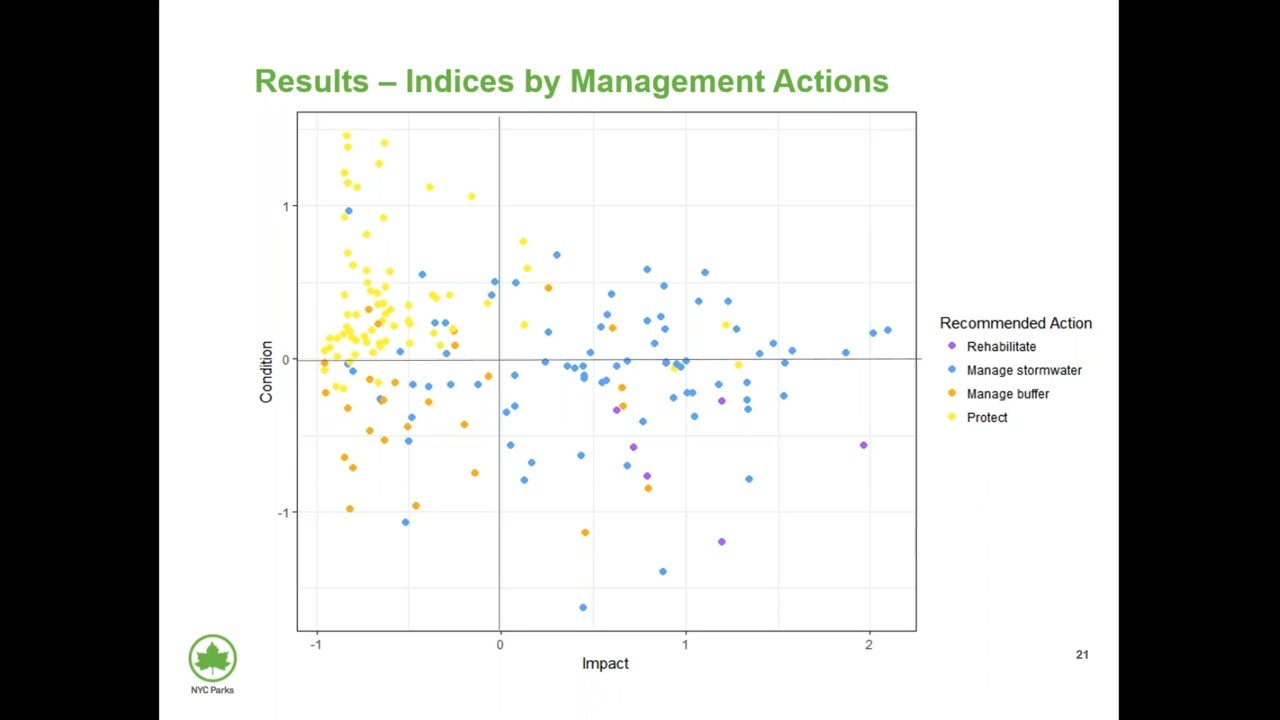 Results – Indices by Management Actions
1
0
-1
Condition
-1
0
1
2
Impact
Recommended Action
Rehabilitate
Manage stormwater
Manage buffer
Protect
NYC Parks
21